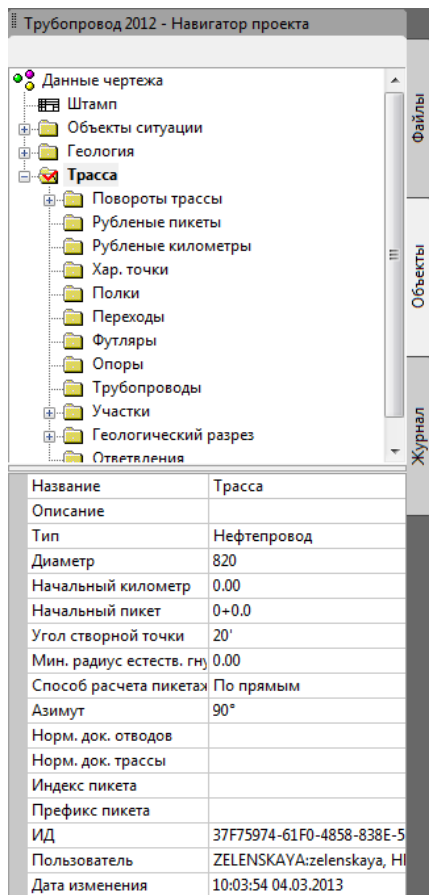 Трубопровод 2012 - Навигатор проекта
Данные чертежа
Штамп
Объекты ситуации
Геология
Трасса
Повороты трассы
Рубленые пикеты
Рубленые километры
Хар. точки
Полки
Переходы
Футляры
Опоры
Трубопроводы
Участки
Геологический разрез
Ответвления
Файлы
Объекты
Журнал
Название Трасса
Описание
Тип Нефтепровод
Диаметр 820
Начальный километр 0.00
Начальный пикет 0+0.0
Угол створной точки 20'
Мин. радиус естеств. гну 0.00
Способ расчета пикетаж По прямым
Азимут 90°
Норм. док. отводов
Норм. док. трассы
Индекс пикета
Префикс пикета
ИД 37F75974-61F0-4858-838E-5
Пользователь ZELENSKAYA:zelenskaya, HI
Дата изменения 10:03:54 04.03.2013